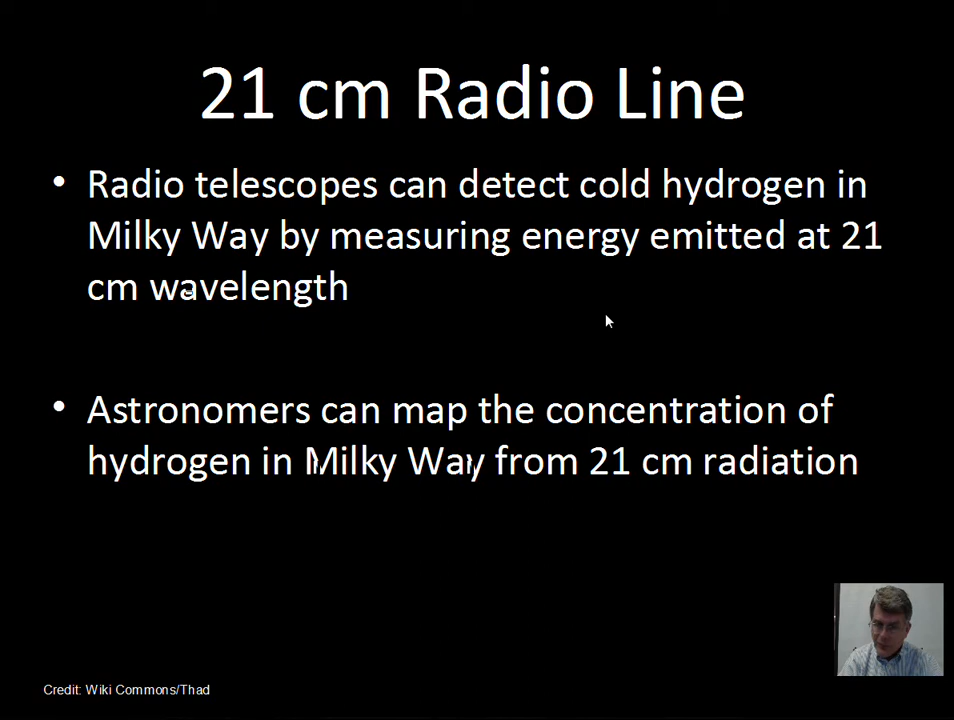 21 cm Radio Line
• Radio telescopes can detect cold hydrogen in
Milky Way by measuring energy emitted at 21
cm wavelength
• Astronomers can map the concentration of
hydrogen in Milky Way from 21 cm radiation
Credit: Wiki Commons/Thad